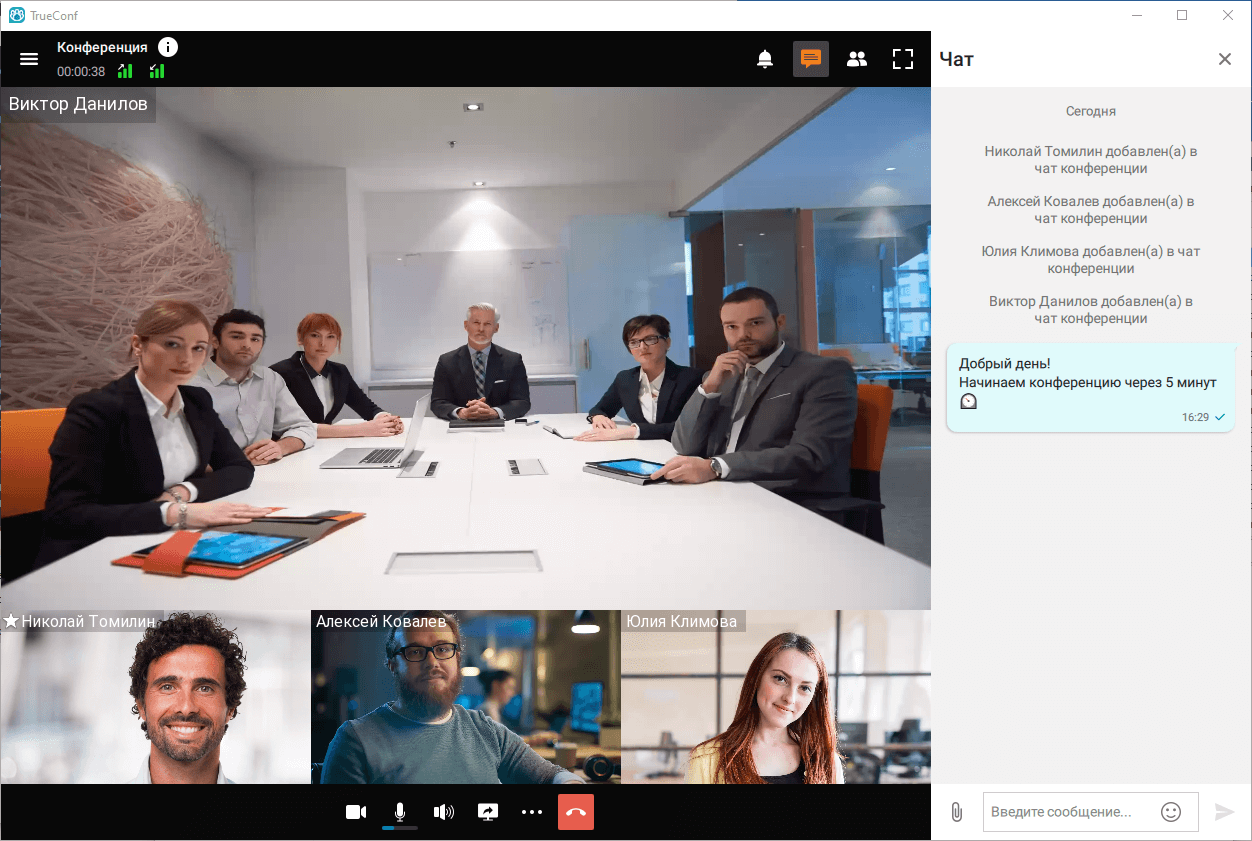 TrueConf
Конференция
00:00:38
Чат
Виктор Данилов
Николай Томилин
Алексей Ковалев
Юлия Климова
Сегодня
Николай Томилин добавлен(а) в
чат конференции
Алексей Ковалев добавлен(а) в
чат конференции
Юлия Климова добавлен(а) в чат
конференции
Виктор Данилов добавлен(а) в
чат конференции
Добрый день!
Начинаем конференцию через 5 минут
16:29
Введите сообщение...